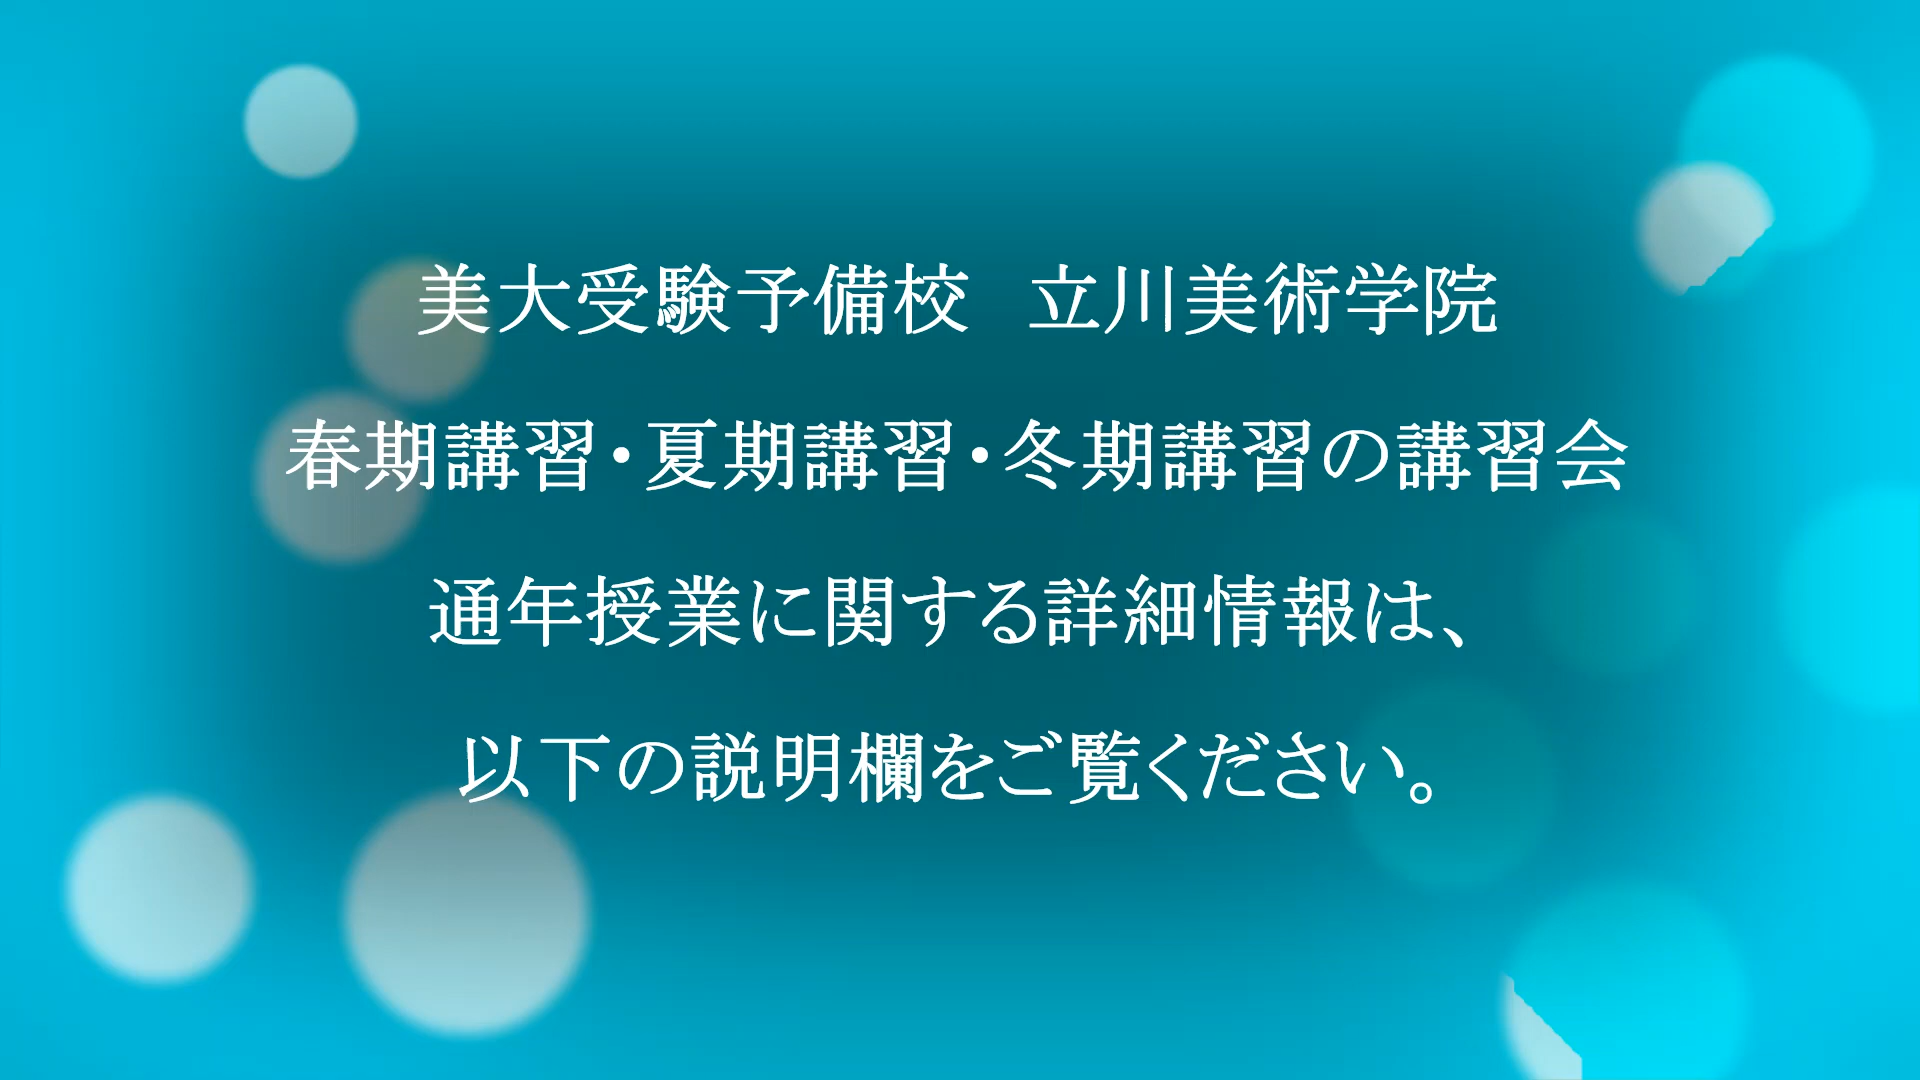 美大受験予備校　立川美術学院
春期講習・夏期講習・冬期講習の講習会
通年授業に関する詳細情報は、
以下の説明欄をご覧ください。